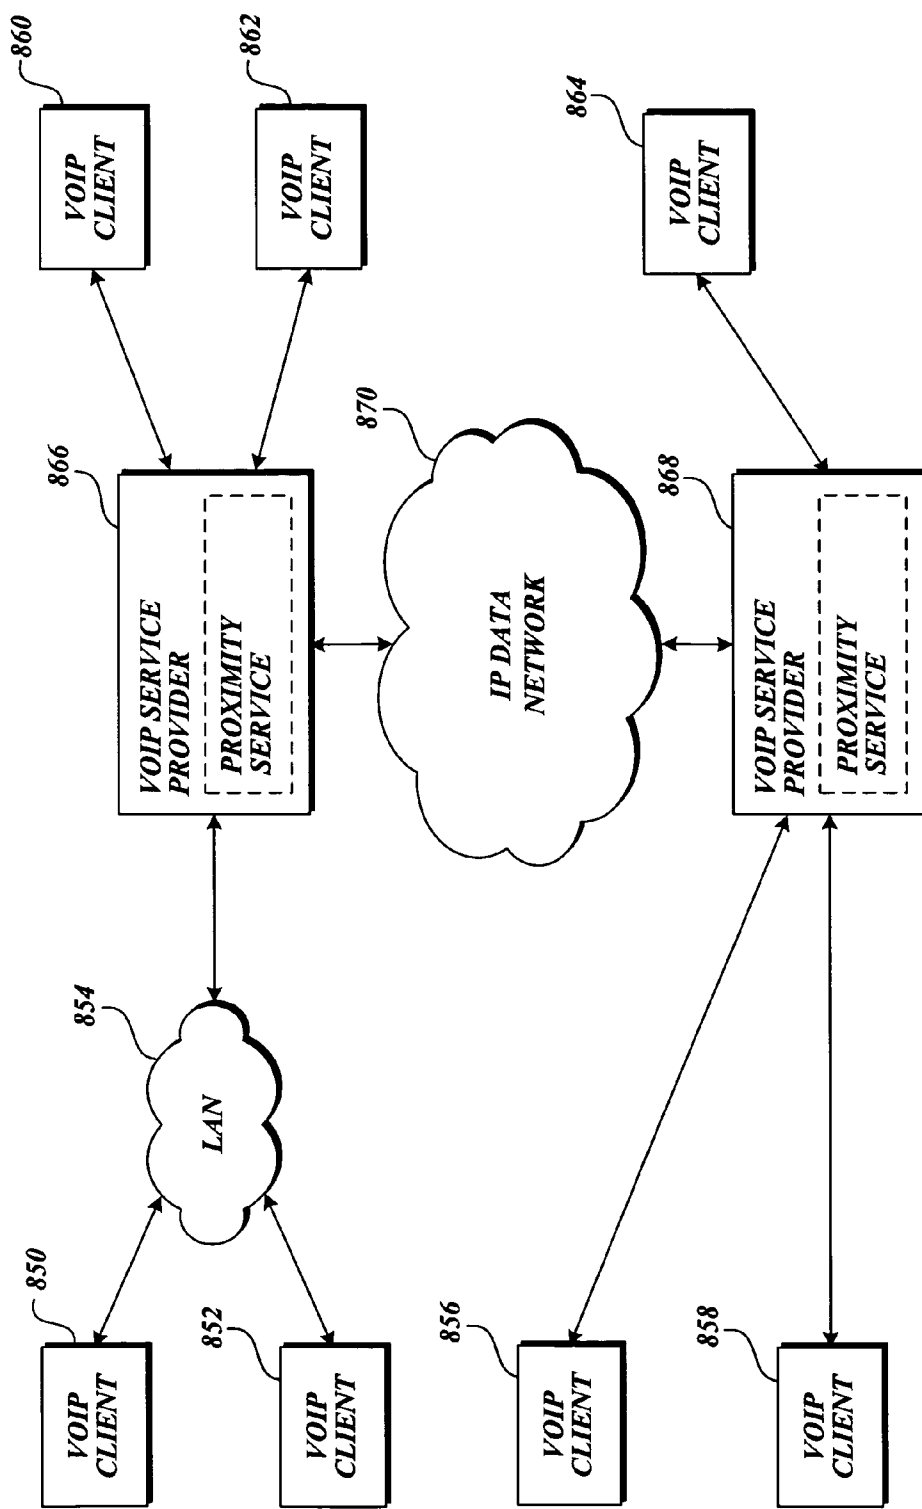 850
VOIP
CLIENT
852
VOIP
CLIENT
854
LAN
866
VOIP SERVICE
PROVIDER
PROXIMITY
SERVICE
860
VOIP
CLIENT
862
VOIP
CLIENT
870
IP DATA
NETWORK
856
VOIP
CLIENT
858
VOIP
CLIENT
868
VOIP SERVICE
PROVIDER
PROXIMITY
SERVICE
864
VOIP
CLIENT